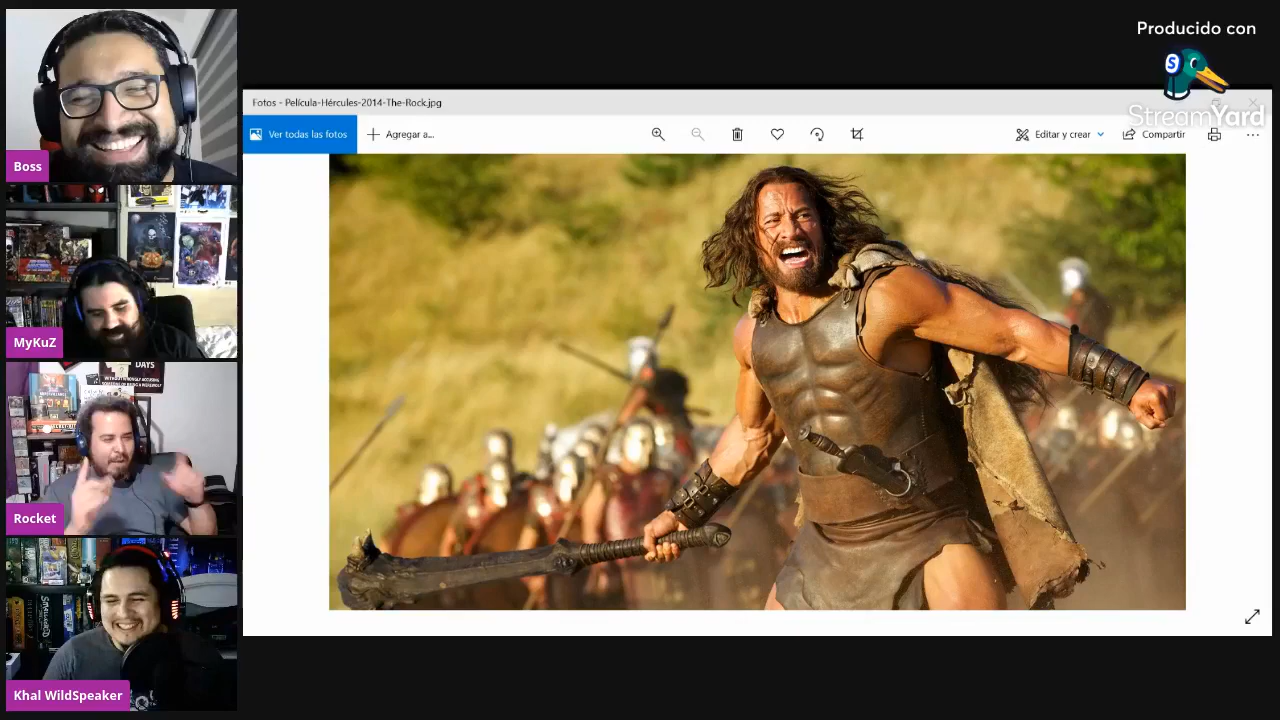 Producido con
StreamYard
Fotos - Película-Hércules-2014-The-Rock.jpg
Ver todas las fotos
Agregar a...
Editar y crear
Compartir
Boss
MyKuZ
DAYS
Rocket
Khal WildSpeaker